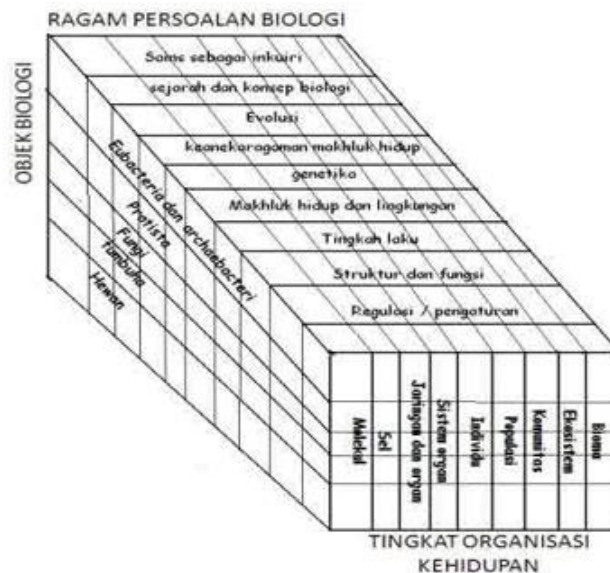 RAGAM PERSOALAN BIOLOGI
OBJEK BIOLOGI
Sains sebagai inkuiri
sejarah dan konsep biologi
Evolusi
keanekaragaman makhluk hidup
genetika
Makhluk hidup dan lingkungan
Tingkah laku
Struktur dan fungsi
Regulasi / pengaturan
Eubacteria dan archaebacteri
Protista
Fungi
Tumbuha
Hewan
Molekul
Sel
Jaringan dan organ
Sistem organ
Individu
Populasi
Komunitas
Ekosistem
Bioma
TINGKAT ORGANISASI
KEHIDUPAN